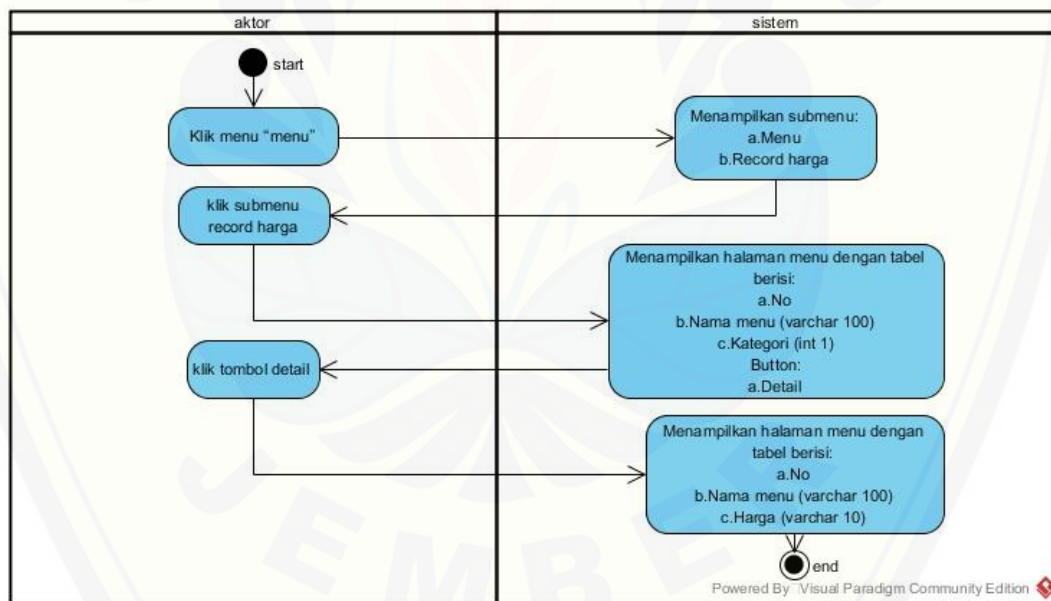 aktor
sistem
start
Klik menu “menu”
Menampilkan submenu:
a.Menu
b.Record harga
klik submenu
record harga
Menampilkan halaman menu dengan tabel
berisi:
a.No
b.Nama menu (varchar 100)
c.Kategori (int 1)
Button:
a.Detail
klik tombol detail
Menampilkan halaman menu dengan
tabel berisi:
a.No
b.Nama menu (varchar 100)
c.Harga (varchar 10)
end
Powered By Visual Paradigm Community Edition
JEMBER